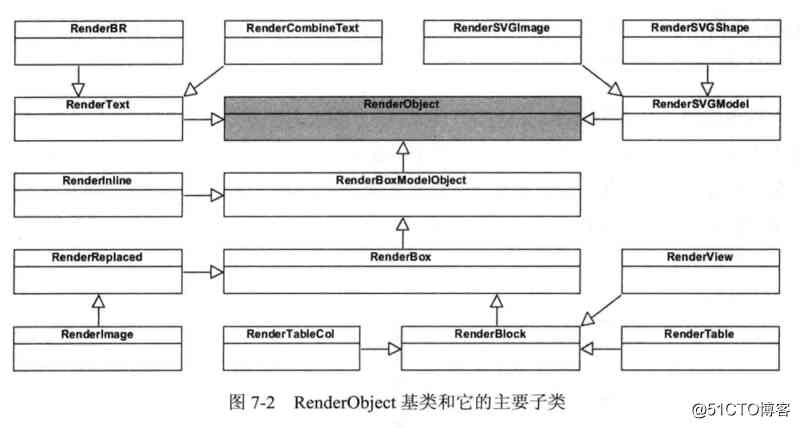 RenderBR
RenderCombineText
RenderSVGImage
RenderSVGShape
RenderText
RenderObject
RenderSVGModel
RenderInline
RenderBoxModelObject
RenderReplaced
RenderBox
RenderView
RenderImage
RenderTableCol
RenderBlock
RenderTable
图 7-2 RenderObject 基类和它的主要子类
@51CTO博客